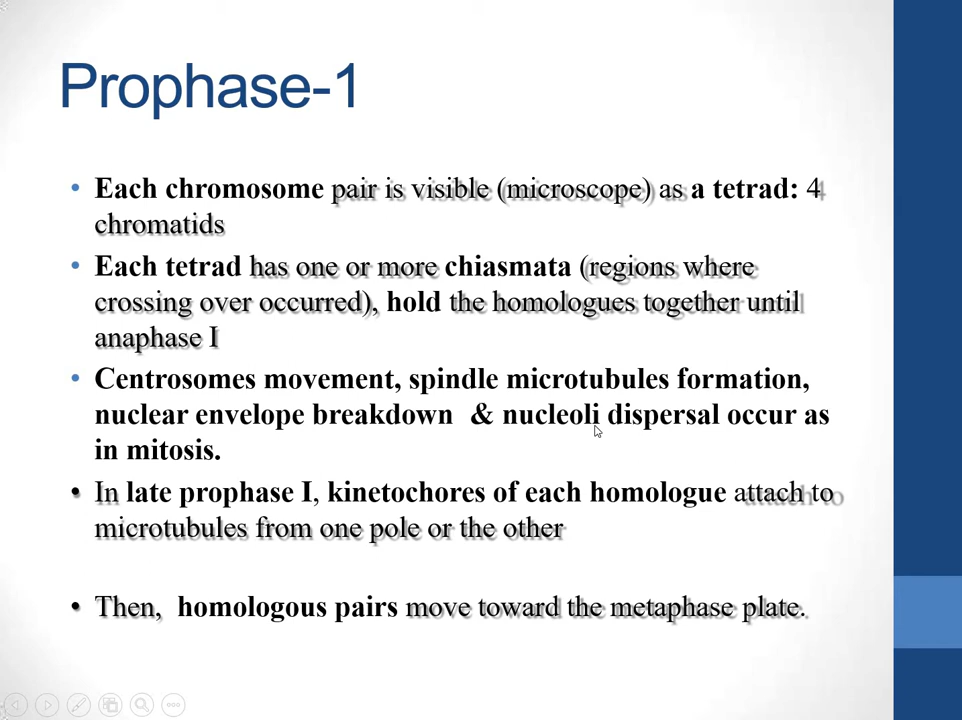 Prophase-1
• Each chromosome pair is visible (microscope) as a tetrad: 4
chromatids
• Each tetrad has one or more chiasmata (regions where
crossing over occurred), hold the homologues together until
anaphase I
• Centrosomes movement, spindle microtubules formation,
nuclear envelope breakdown & nucleoli dispersal occur as
in mitosis.
• In late prophase I, kinetochores of each homologue attach to
microtubules from one pole or the other
• Then, homologous pairs move toward the metaphase plate.